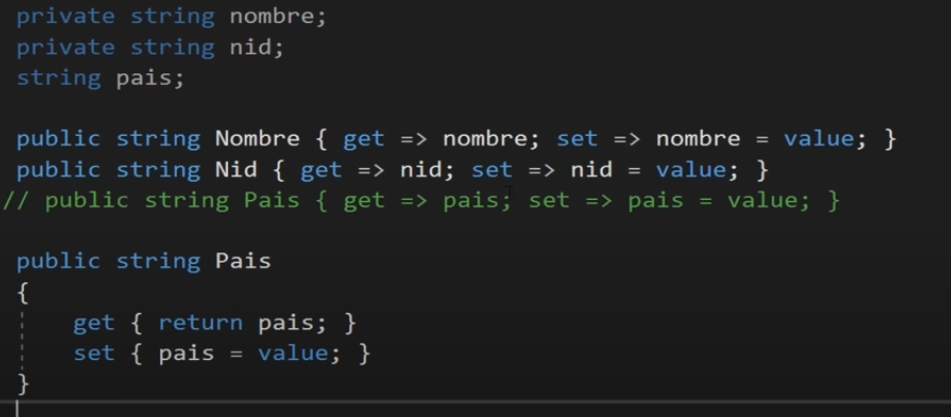 private string nombre;
private string nid;
string pais;
public string Nombre { get => nombre; set => nombre = value; }
public string Nid { get => nid; set => nid = value; }
// public string Pais { get => pais; set => pais = value; }
public string Pais
{
get { return pais; }
set { pais = value; }
}